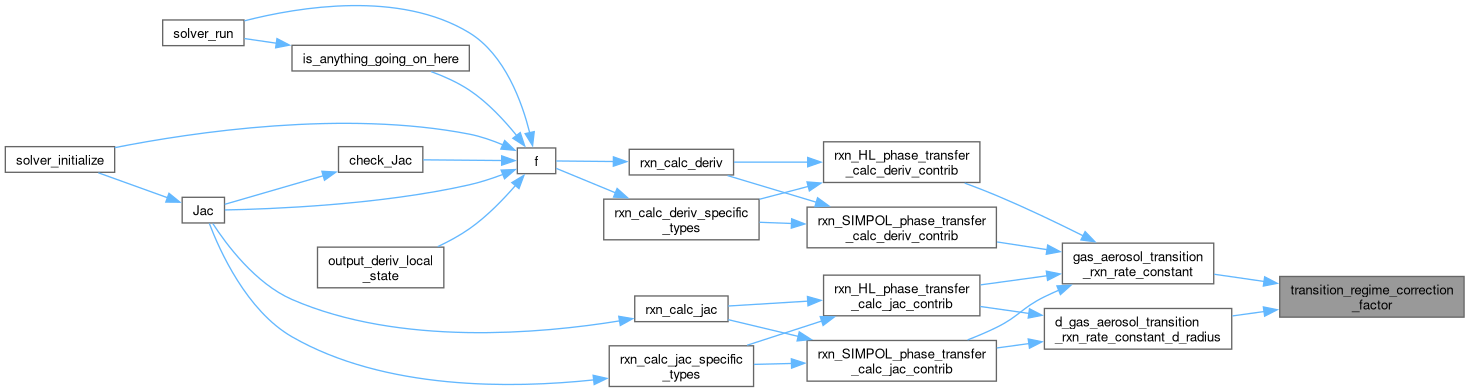 solver_run
is_anything_going_on_here
solver_initialize
check_Jac
f
Jac
output_deriv_local
_state
rxn_calc_deriv
rxn_calc_deriv_specific
_types
rxn_calc_jac
rxn_calc_jac_specific
_types
rxn_HL_phase_transfer
_calc_deriv_contrib
rxn_SIMPOL_phase_transfer
_calc_deriv_contrib
rxn_HL_phase_transfer
_calc_jac_contrib
rxn_SIMPOL_phase_transfer
_calc_jac_contrib
gas_aerosol_transition
_rxn_rate_constant
d_gas_aerosol_transition
_rxn_rate_constant_d_radius
transition_regime_correction
_factor